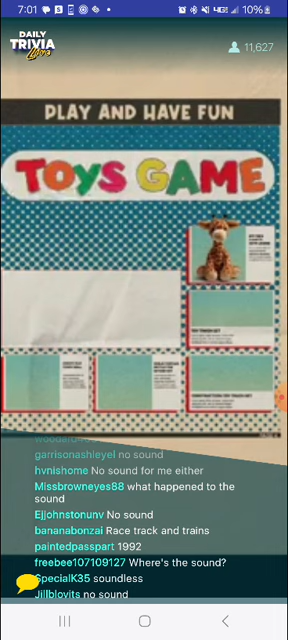 7:01
10%
DAILY
TRIVIA
Live
11,627
PLAY AND HAVE FUN
TOYS GAME
garrisonashleyel no sound
hvnishome No sound for me either
Missbrowneyes88 what happened to the
sound
Ejjohnstonunv No sound
bananabonzai Race track and trains
paintedpasspart 1992
freebee107109127 Where's the sound?
SpecialK35 soundless
Jillblovits no sound